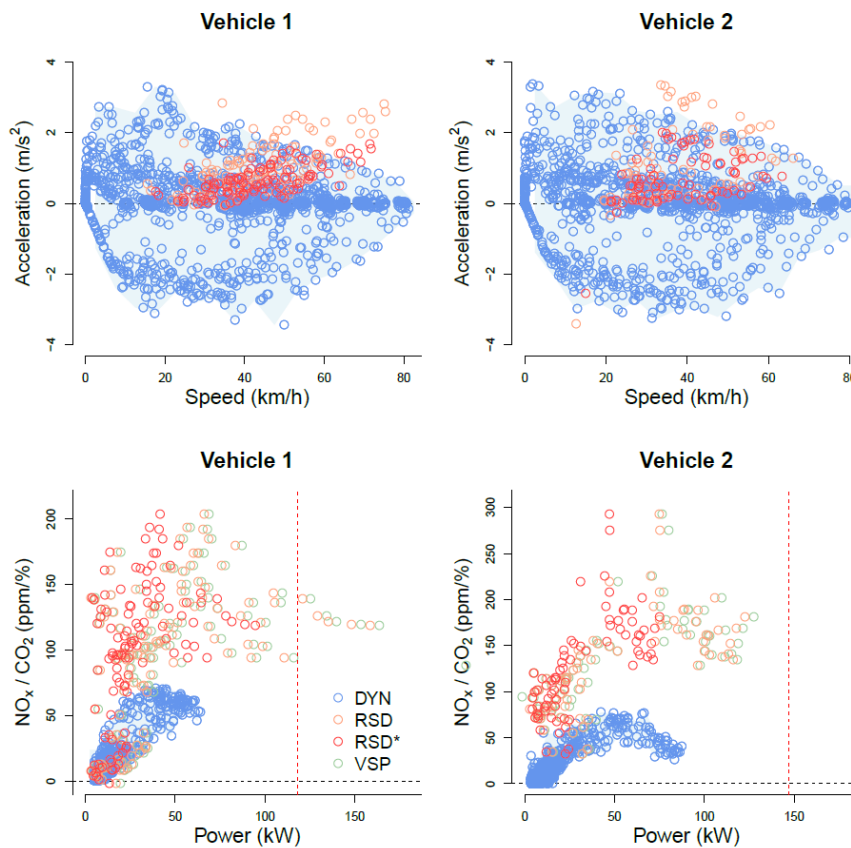 Vehicle 1
Vehicle 2
4
2
0
−2
−4
Acceleration (m/s²)
0
20
40
60
80
Speed (km/h)
4
2
0
−2
−4
Acceleration (m/s²)
0
20
40
60
80
Speed (km/h)
Vehicle 1
Vehicle 2
200
150
100
50
0
NOₓ / CO₂ (ppm/%)
DYN
RSD
RSD*
VSP
0
50
100
150
Power (kW)
300
250
200
150
100
50
0
NOₓ / CO₂ (ppm/%)
0
50
100
150
Power (kW)